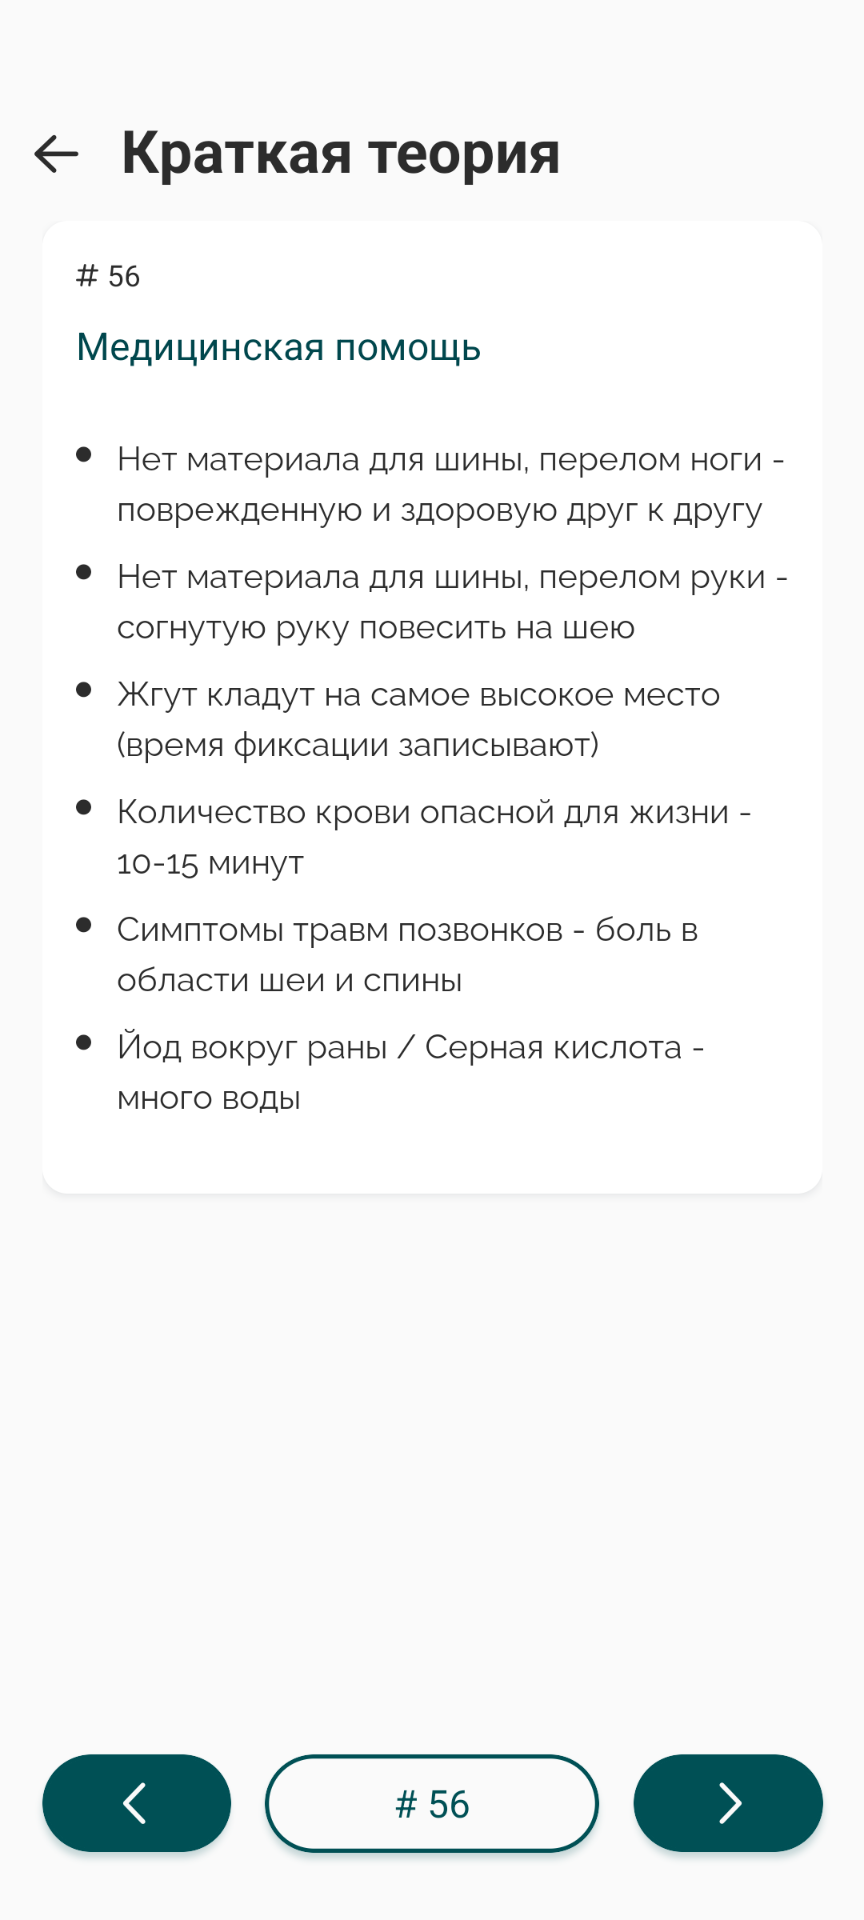 Краткая теория
# 56
Медицинская помощь
• Нет материала для шины, перелом ноги -
поврежденную и здоровую друг к другу
• Нет материала для шины, перелом руки -
согнутую руку повесить на шею
• Жгут кладут на самое высокое место
(время фиксации записывают)
• Количество крови опасной для жизни -
10-15 минут
• Симптомы травм позвонков - боль в
области шеи и спины
• Йод вокруг раны / Серная кислота -
много воды
# 56